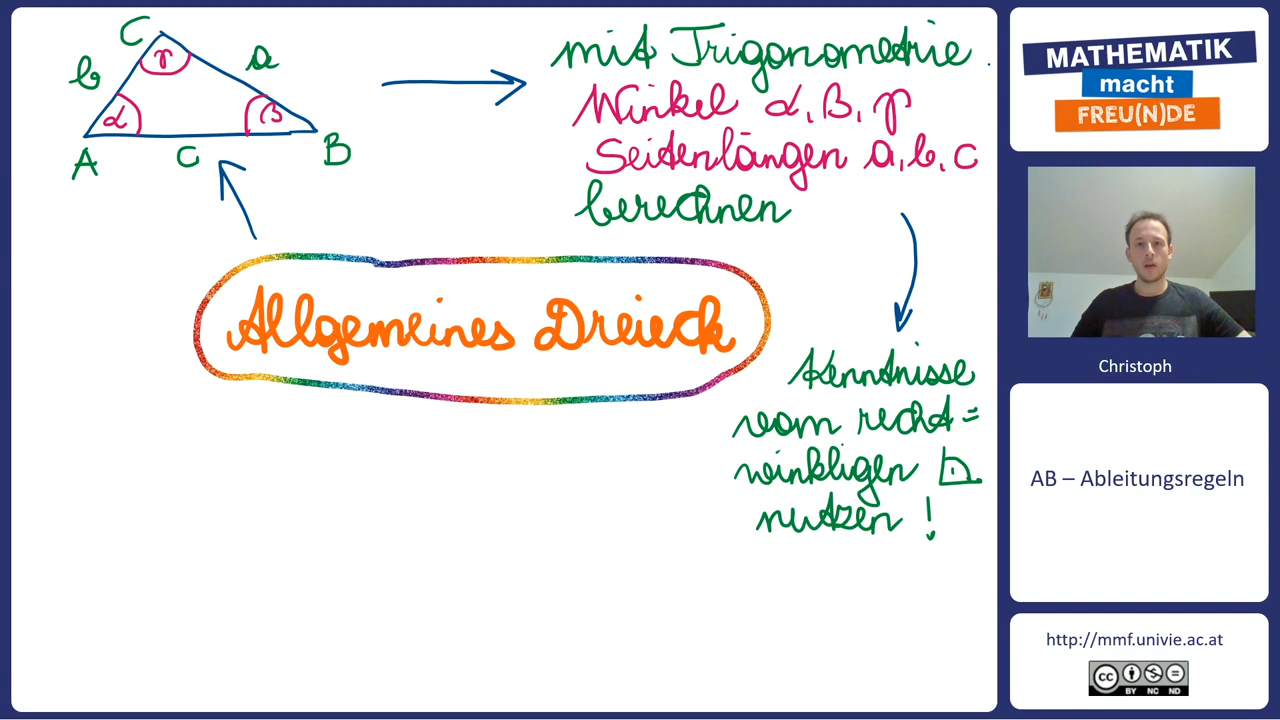 C
γ
a
b
α
β
A
c
B
mit Trigonometrie
Winkel α, β, γ
Seitenlängen a, b, c
berechnen
Allgemeines Dreieck
Kenntnisse
vom recht=
winkligen
nutzen !
MATHEMATIK
macht
FREU(N)DE
Christoph
AB – Ableitungsregeln
http://mmf.univie.ac.at
cc
BY NC ND